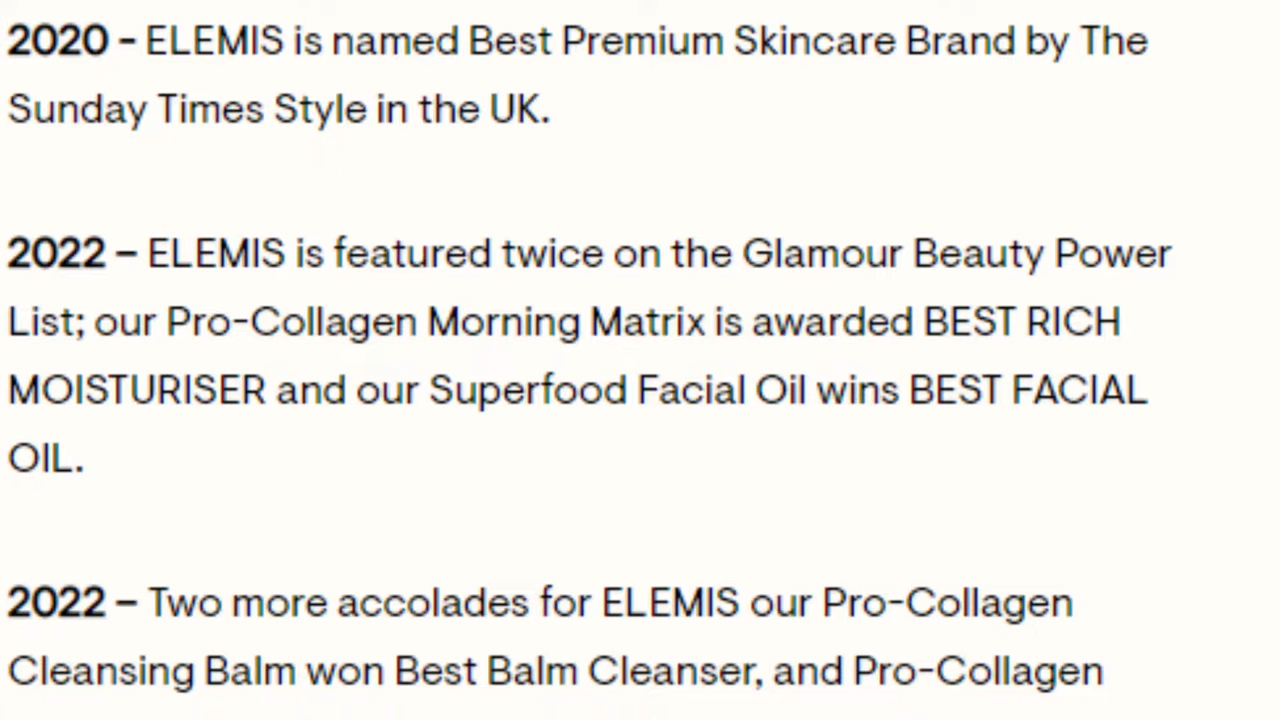 2020 - ELEMIS is named Best Premium Skincare Brand by The
Sunday Times Style in the UK.
2022 – ELEMIS is featured twice on the Glamour Beauty Power
List; our Pro-Collagen Morning Matrix is awarded BEST RICH
MOISTURISER and our Superfood Facial Oil wins BEST FACIAL
OIL.
2022 – Two more accolades for ELEMIS our Pro-Collagen
Cleansing Balm won Best Balm Cleanser, and Pro-Collagen